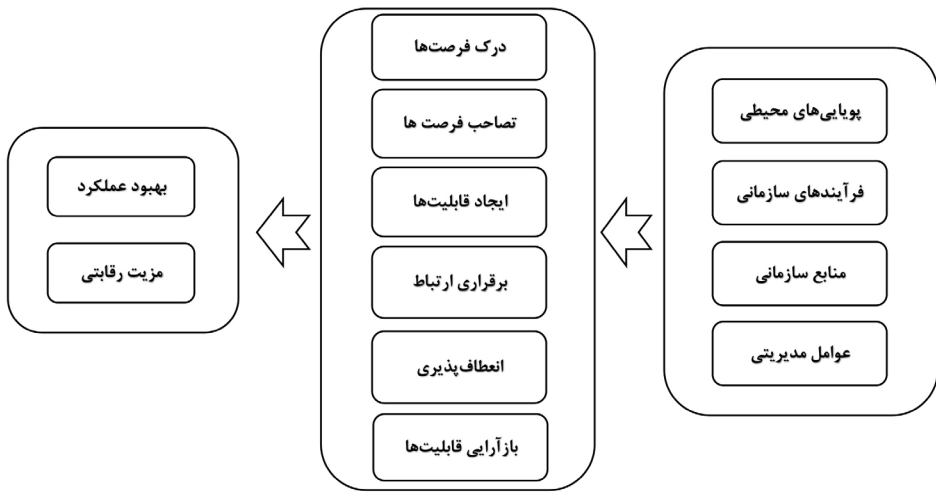 پویایی‌های محیطی
فرآیندهای سازمانی
منابع سازمانی
عوامل مدیریتی
درک فرصت‌ها
تصاحب فرصت ها
ایجاد قابلیت‌ها
برقراری ارتباط
انعطاف‌پذیری
بازآرایی قابلیت‌ها
بهبود عملکرد
مزیت رقابتی